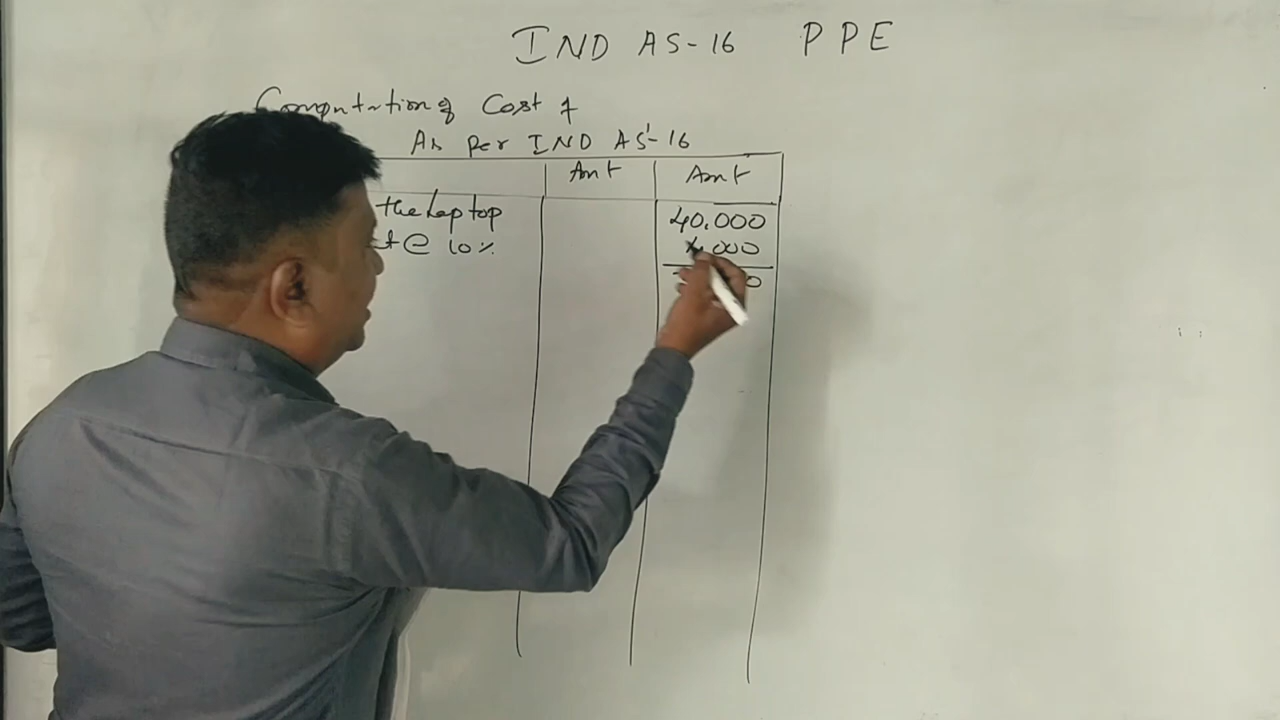 IND AS-16 PPE
Computation of Cost of
As Per IND AS-16
Amt Amt
the Laptop 40,000
@ 10% 4,000